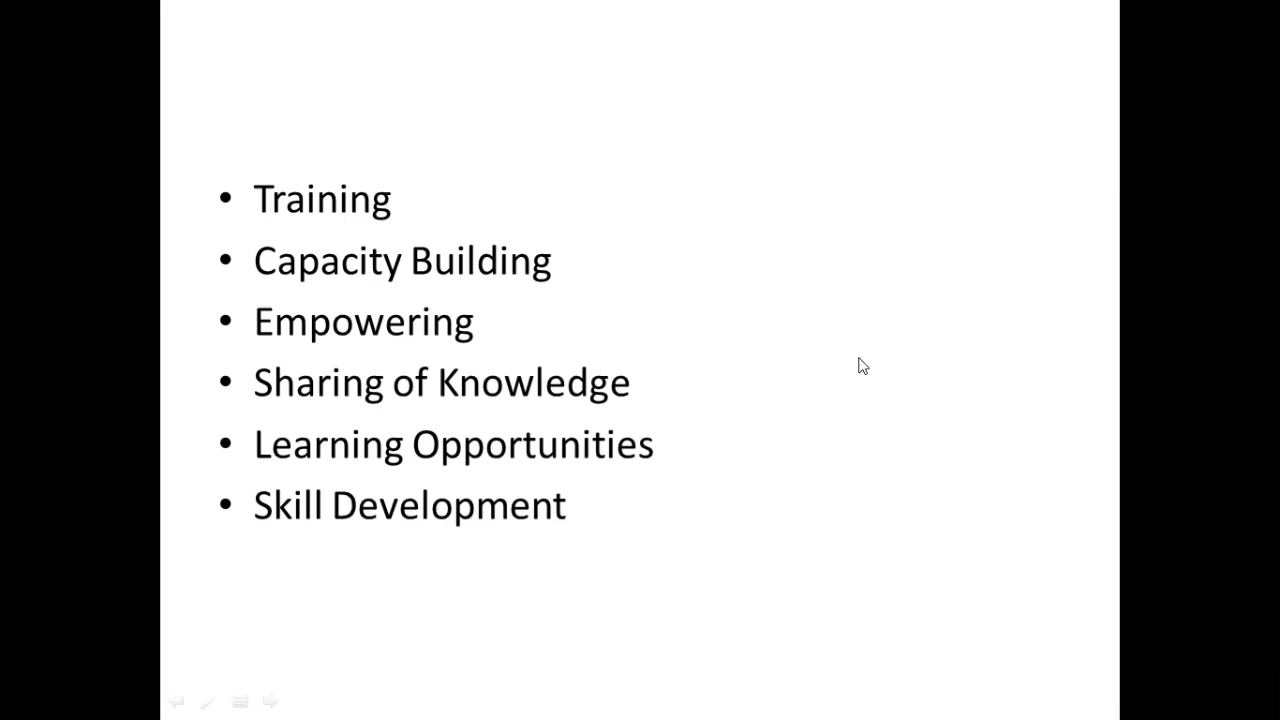 • Training
• Capacity Building
• Empowering
• Sharing of Knowledge
• Learning Opportunities
• Skill Development